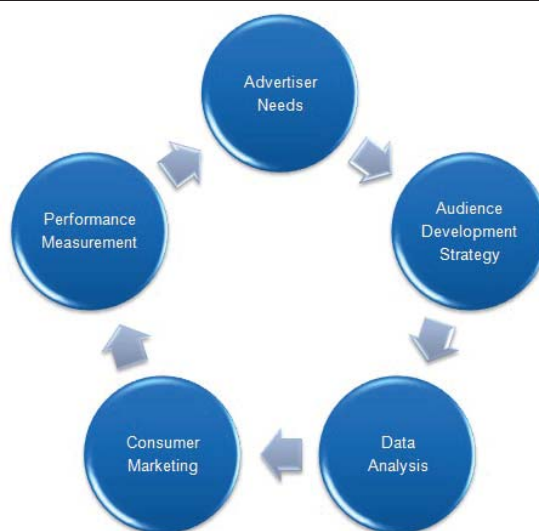 Advertiser
Needs
Audience
Development
Strategy
Data
Analysis
Consumer
Marketing
Performance
Measurement